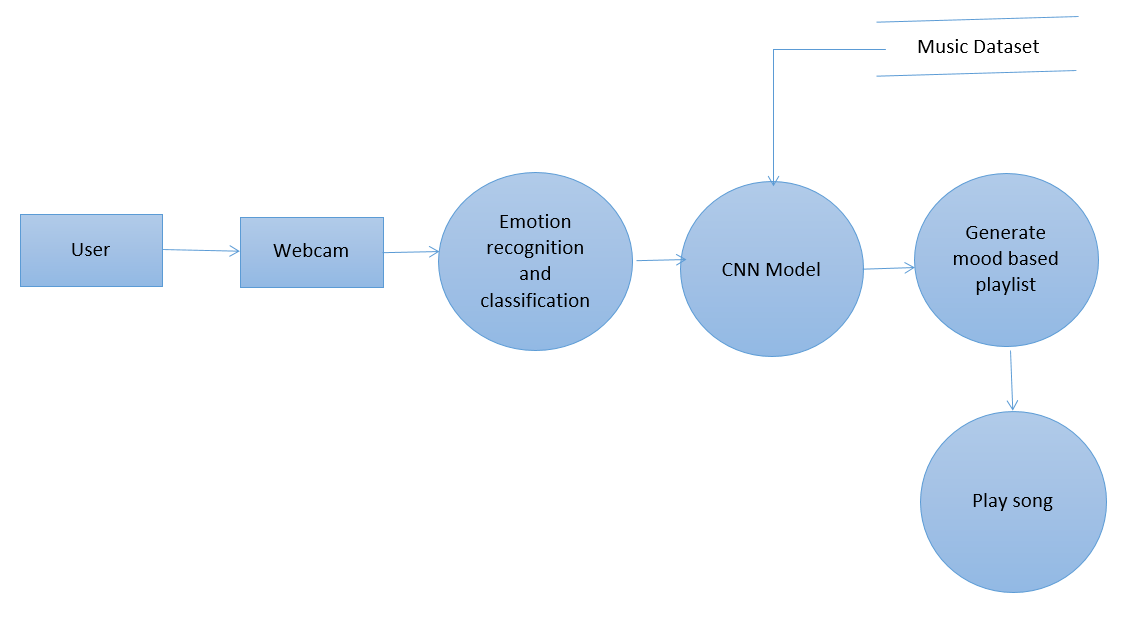 Music Dataset
User
Webcam
Emotion
recognition
and
classification
CNN Model
Generate
mood based
playlist
Play song